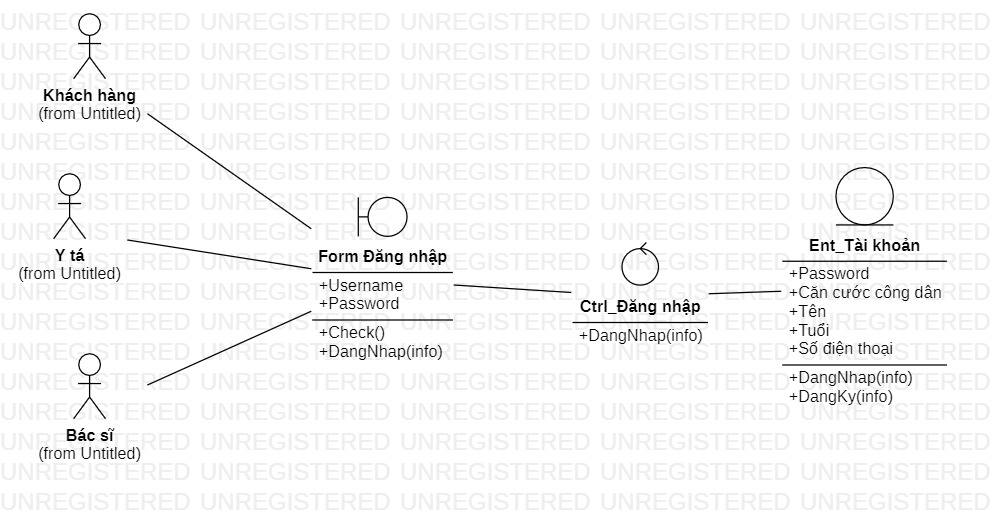 Khách hàng
(from Untitled)
Y tá
(from Untitled)
Bác sĩ
(from Untitled)
Form Đăng nhập
+Username
+Password
+Check()
+DangNhap(info)
Ctrl_Đăng nhập
+DangNhap(info)
Ent_Tài khoản
+Password
+Căn cước công dân
+Tên
+Tuổi
+Số điện thoại
+DangNhap(info)
+DangKy(info)
UNREGISTERED UNREGISTERED UNREGISTERED UNREGISTERED UNREGISTERED